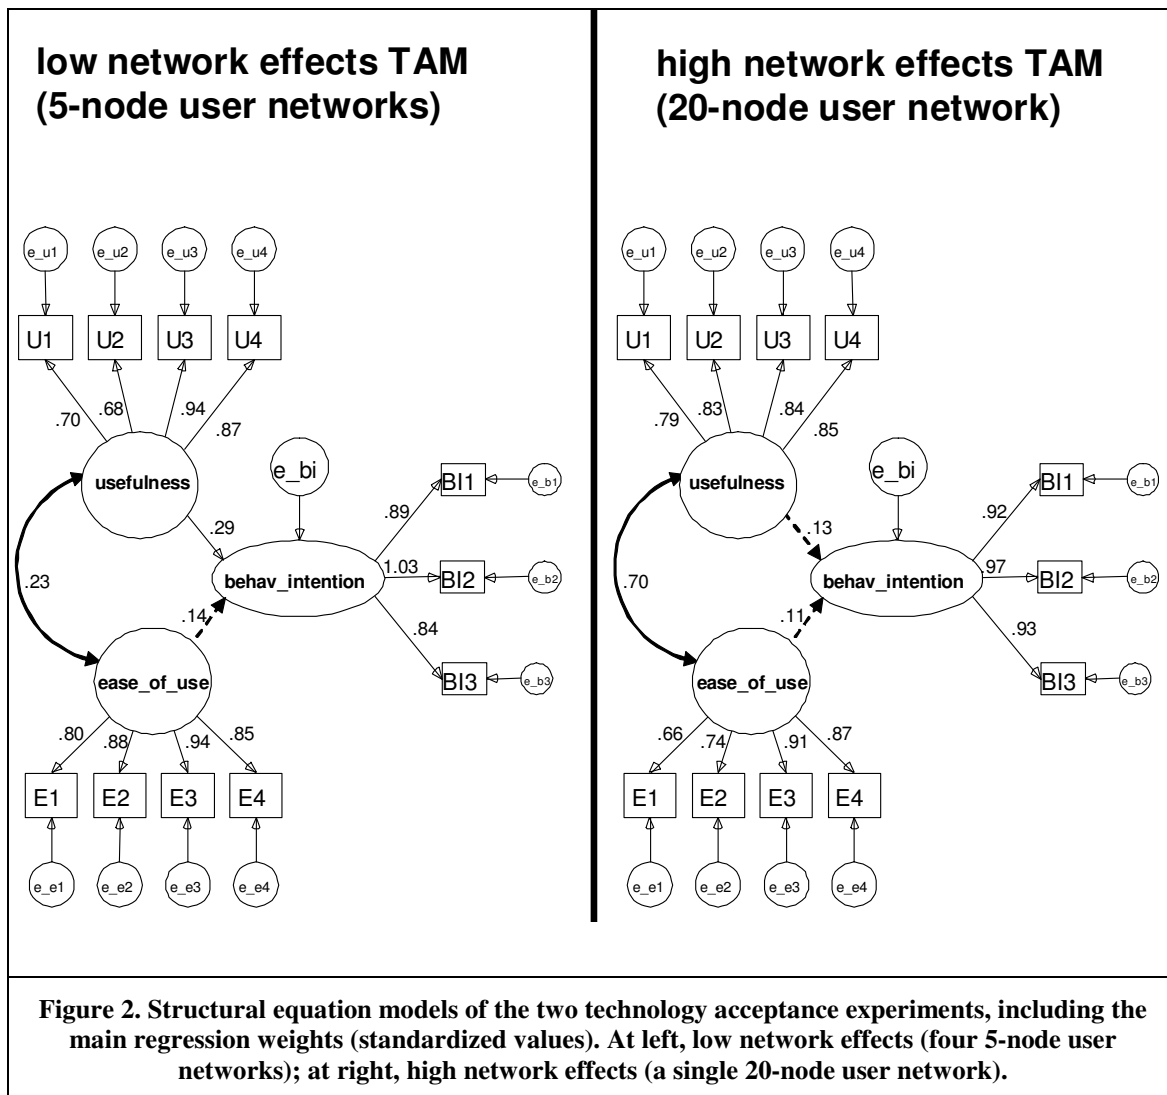 low network effects TAM
(5-node user networks)
e_u1 e_u2 e_u3 e_u4
U1 U2 U3 U4
.70 .68 .94 .87
usefulness
e_bi
BI1 e_b1
.29 .89
.23
behav_intention
1.03 BI2 e_b2
.14 .84
ease_of_use
BI3 e_b3
.80 .88 .94 .85
E1 E2 E3 E4
e_e1 e_e2 e_e3 e_e4
high network effects TAM
(20-node user network)
e_u1 e_u2 e_u3 e_u4
U1 U2 U3 U4
.79 .83 .84 .85
usefulness
e_bi
BI1 e_b1
.13 .92
.70
behav_intention
.97 BI2 e_b2
.11 .93
ease_of_use
BI3 e_b3
.66 .74 .91 .87
E1 E2 E3 E4
e_e1 e_e2 e_e3 e_e4
Figure 2. Structural equation models of the two technology acceptance experiments, including the
main regression weights (standardized values). At left, low network effects (four 5-node user
networks); at right, high network effects (a single 20-node user network).